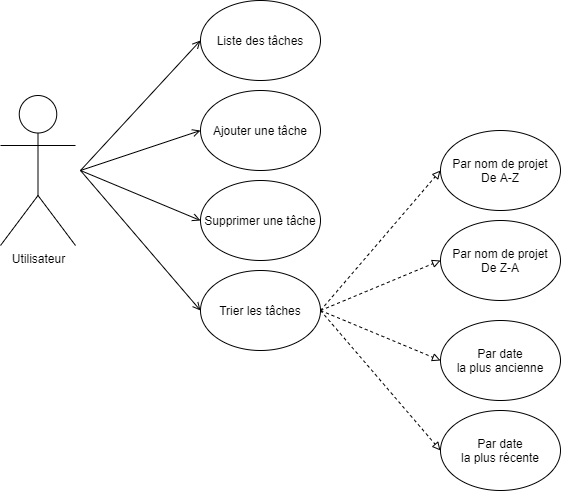 Liste des tâches
Ajouter une tâche
Supprimer une tâche
Trier les tâches
Utilisateur
Par nom de projet
De A-Z
Par nom de projet
De Z-A
Par date
la plus ancienne
Par date
la plus récente